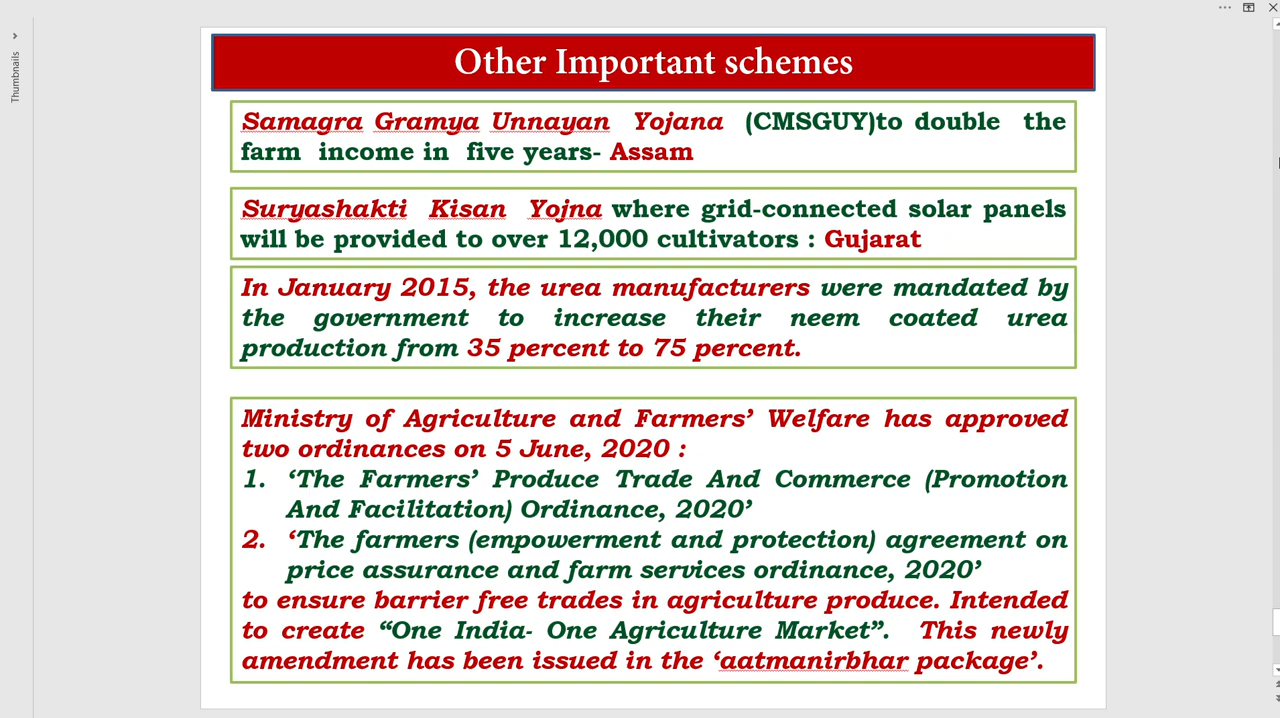 Thumbnails
Other Important schemes
Samagra Gramya Unnayan Yojana (CMSGUY)to double the
farm income in five years- Assam
Suryashakti Kisan Yojna where grid-connected solar panels
will be provided to over 12,000 cultivators : Gujarat
In January 2015, the urea manufacturers were mandated by
the government to increase their neem coated urea
production from 35 percent to 75 percent.
Ministry of Agriculture and Farmers’ Welfare has approved
two ordinances on 5 June, 2020 :
1. ‘The Farmers’ Produce Trade And Commerce (Promotion
And Facilitation) Ordinance, 2020’
2. ‘The farmers (empowerment and protection) agreement on
price assurance and farm services ordinance, 2020’
to ensure barrier free trades in agriculture produce. Intended
to create “One India- One Agriculture Market”. This newly
amendment has been issued in the ‘aatmanirbhar package’.